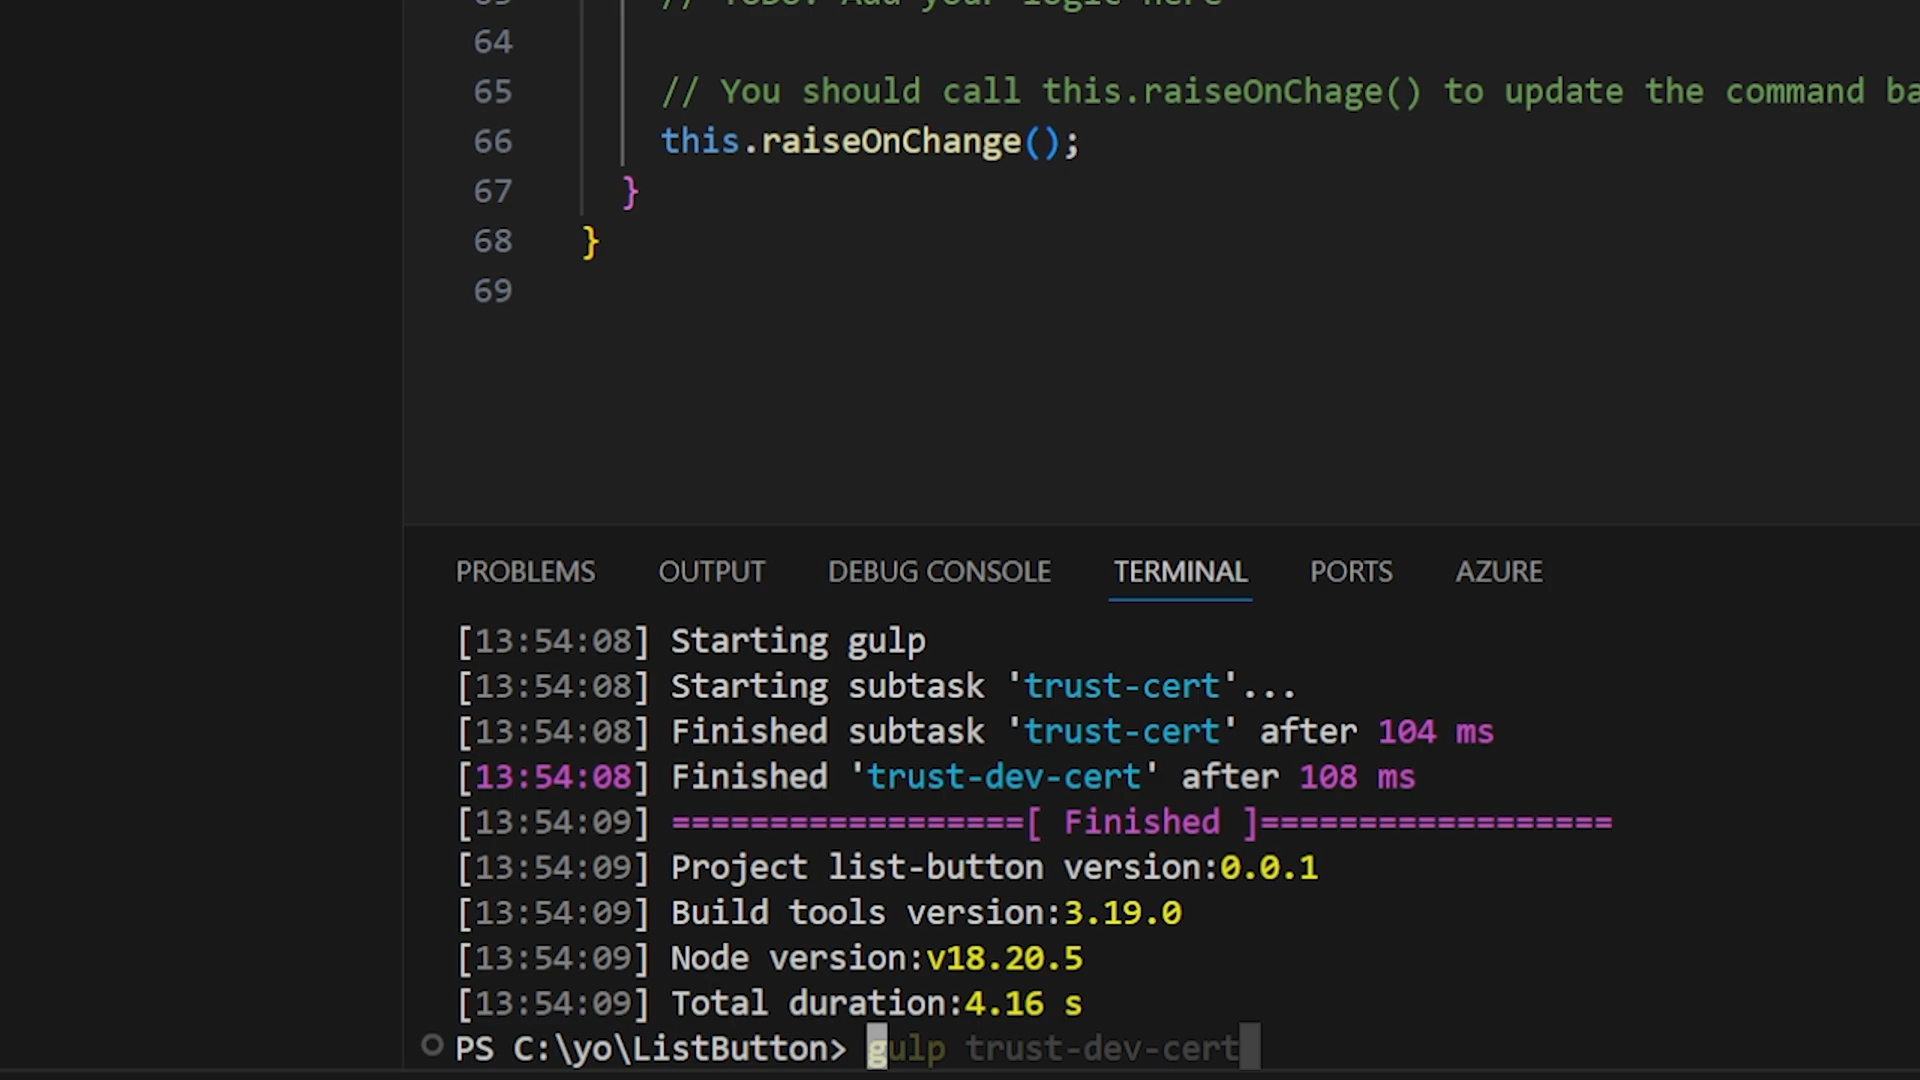 // TODO: Add your logic here
64
65 // You should call this.raiseOnChage() to update the command ba
66 this.raiseOnChange();
67 }
68 }
69
PROBLEMS OUTPUT DEBUG CONSOLE TERMINAL PORTS AZURE
[13:54:08] Starting gulp
[13:54:08] Starting subtask 'trust-cert'...
[13:54:08] Finished subtask 'trust-cert' after 104 ms
[13:54:08] Finished 'trust-dev-cert' after 108 ms
[13:54:09] ==================[ Finished ]==================
[13:54:09] Project list-button version:0.0.1
[13:54:09] Build tools version:3.19.0
[13:54:09] Node version:v18.20.5
[13:54:09] Total duration:4.16 s
PS C:\yo\ListButton> gulp trust-dev-cert